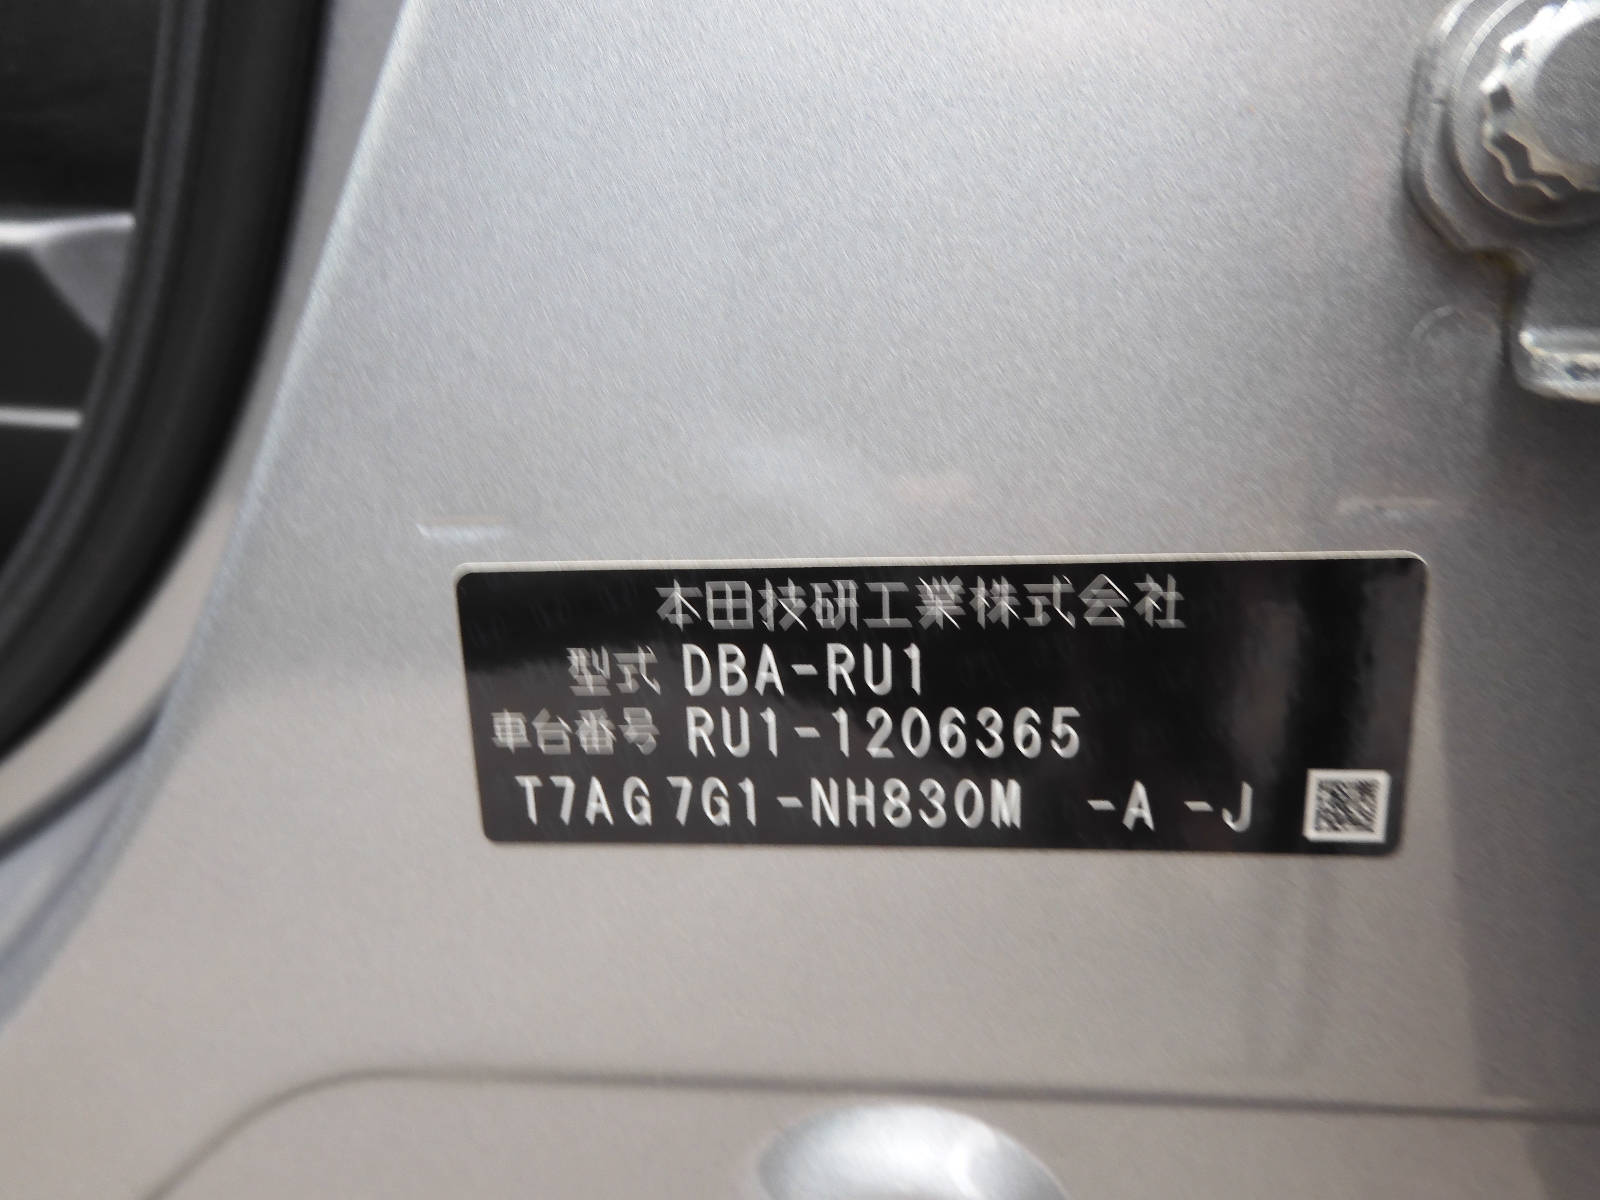 本田技研工業株式会社
型式 DBA-RU1
車台番号 RU1-1206365
T7AG7G1-NH830M -A -J